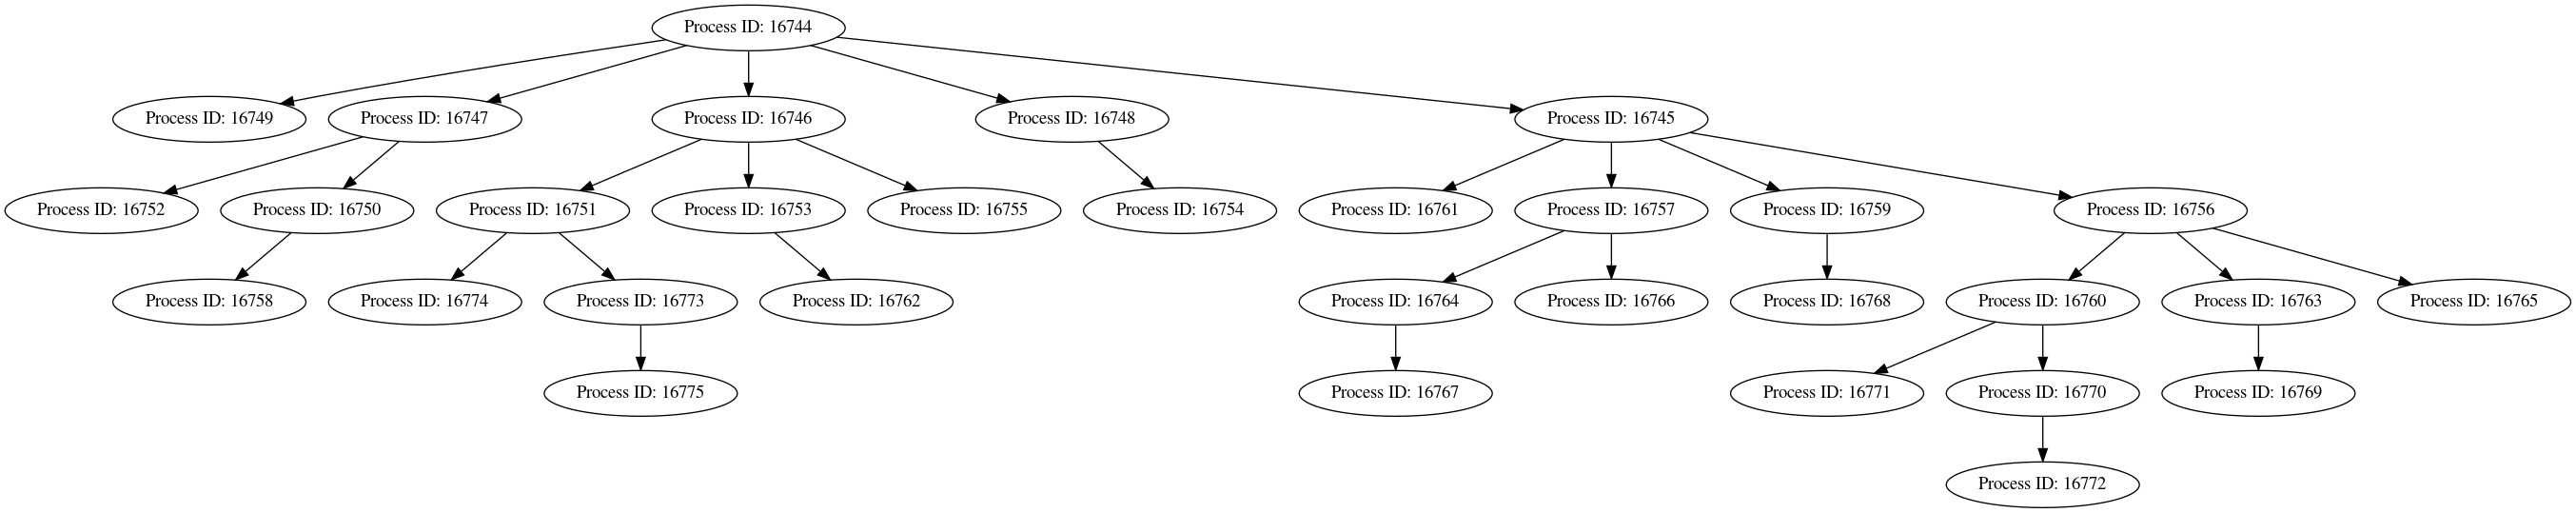 Process ID: 16744
Process ID: 16749
Process ID: 16747
Process ID: 16746
Process ID: 16748
Process ID: 16745
Process ID: 16752
Process ID: 16750
Process ID: 16751
Process ID: 16753
Process ID: 16755
Process ID: 16754
Process ID: 16761
Process ID: 16757
Process ID: 16759
Process ID: 16756
Process ID: 16758
Process ID: 16774
Process ID: 16773
Process ID: 16762
Process ID: 16764
Process ID: 16766
Process ID: 16768
Process ID: 16760
Process ID: 16763
Process ID: 16765
Process ID: 16775
Process ID: 16767
Process ID: 16771
Process ID: 16770
Process ID: 16769
Process ID: 16772